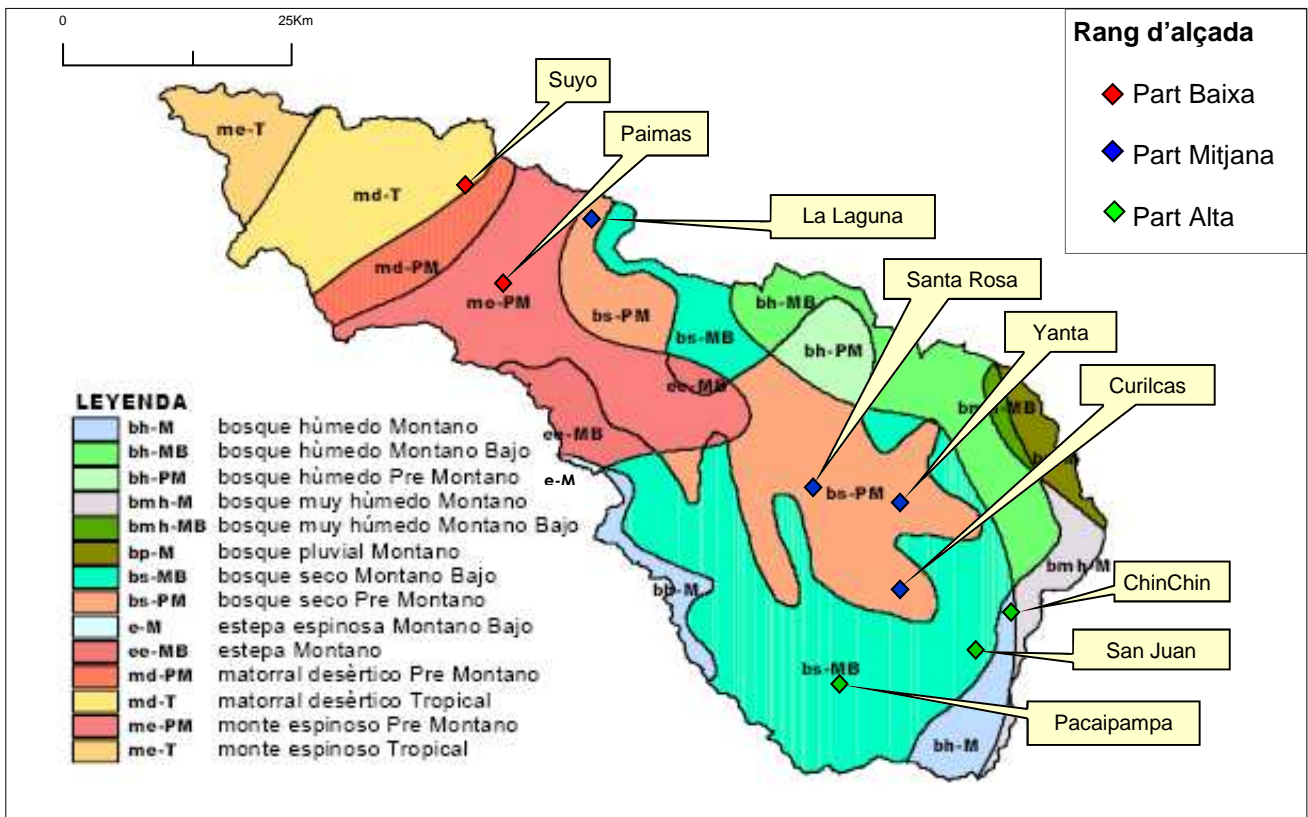 0 25Km
Rang d'alçada
Part Baixa
Part Mitjana
Part Alta
Suyo
Paimas
La Laguna
Santa Rosa
Yanta
Curilcas
ChinChin
San Juan
Pacaipampa
me-T
md-T
md-PM
me-PM
bs-PM
bs-MB
bh-MB
bh-PM
ee-MB
ee-MB
e-M
bs-PM
bmh-M
bs-MB
bh-M
LEYENDA
bh-M bosque hùmedo Montano
bh-MB bosque hùmedo Montano Bajo
bh-PM bosque hùmedo Pre Montano
bmh-M bosque muy hùmedo Montano
bmh-MB bosque muy hùmedo Montano Bajo
bp-M bosque pluvial Montano
bs-MB bosque seco Montano Bajo
bs-PM bosque seco Pre Montano
e-M estepa espinosa Montano Bajo
ee-MB estepa Montano
md-PM matorral desèrtico Pre Montano
md-T matorral desèrtico Tropical
me-PM monte espinoso Pre Montano
me-T monte espinoso Tropical